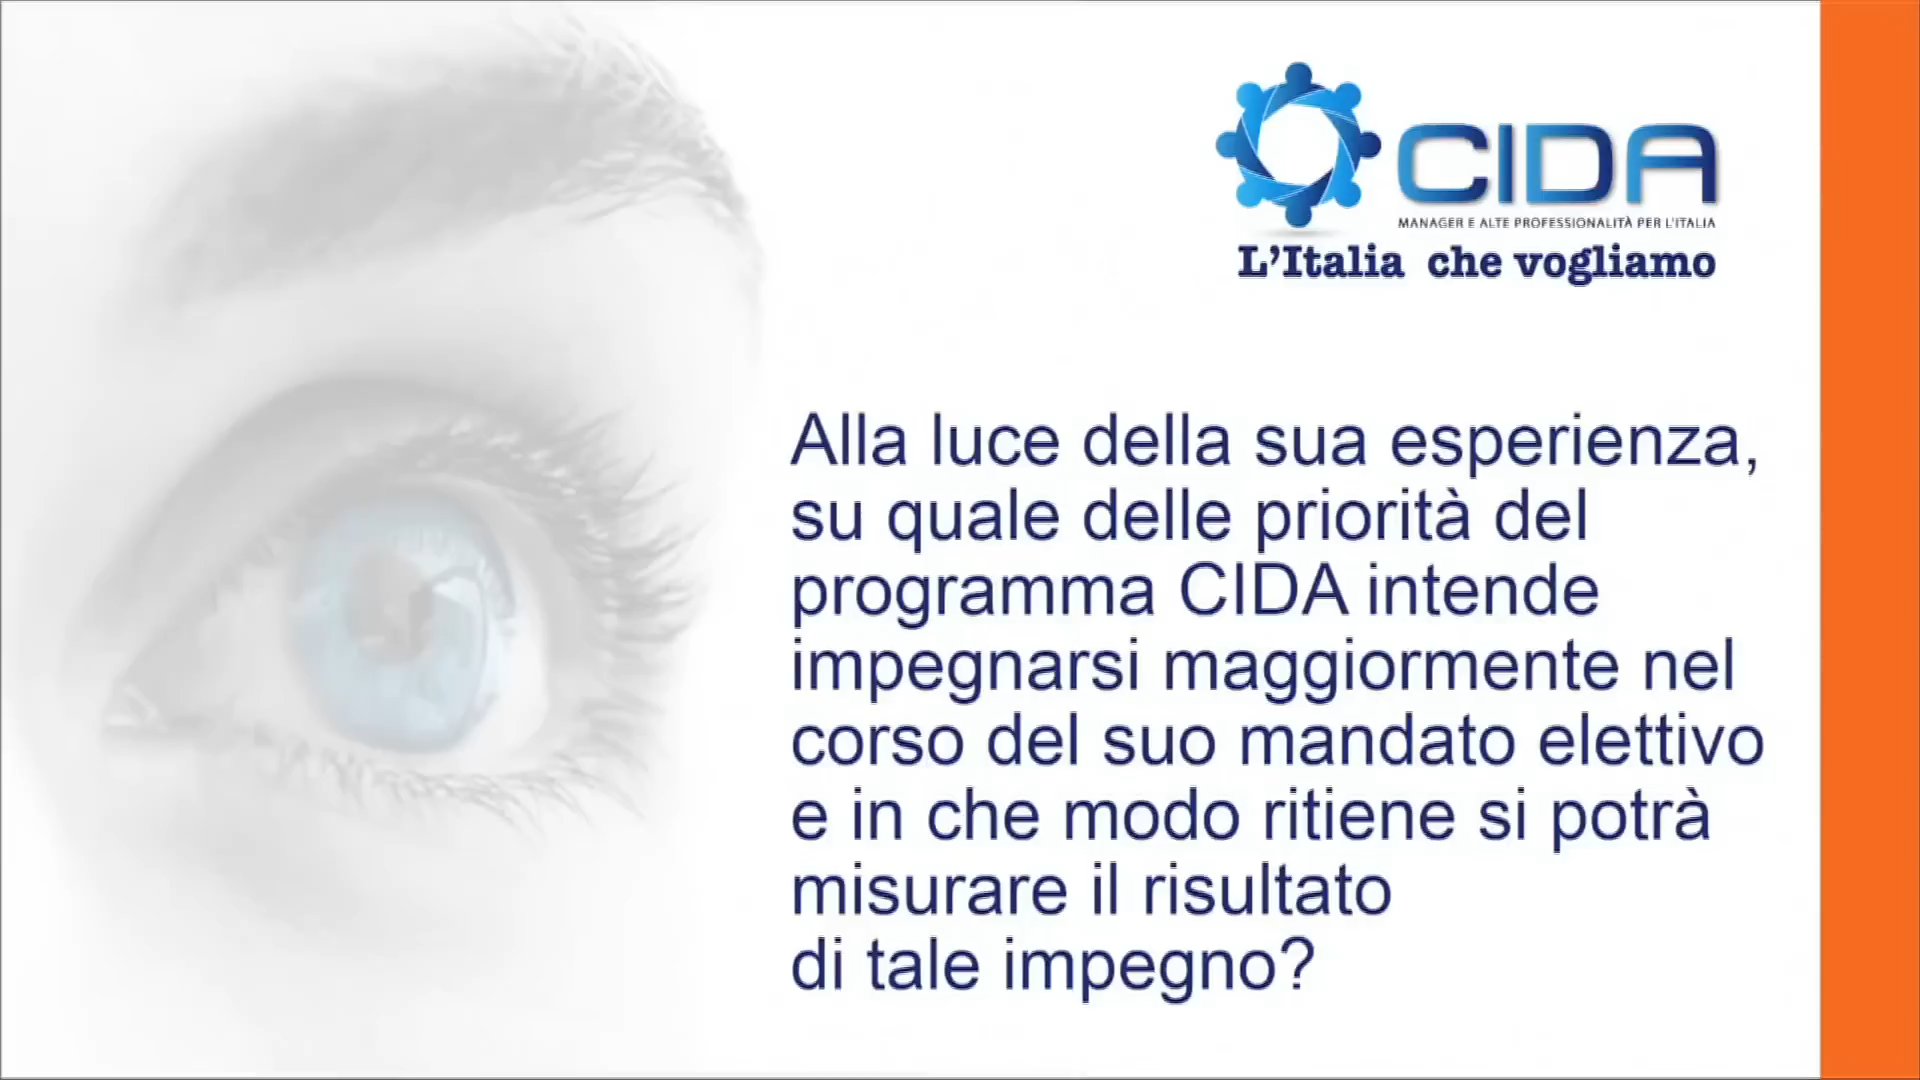 CIDA
MANAGER E ALTE PROFESSIONALITÀ PER L'ITALIA
L'Italia che vogliamo
Alla luce della sua esperienza,
su quale delle priorità del
programma CIDA intende
impegnarsi maggiormente nel
corso del suo mandato elettivo
e in che modo ritiene si potrà
misurare il risultato
di tale impegno?